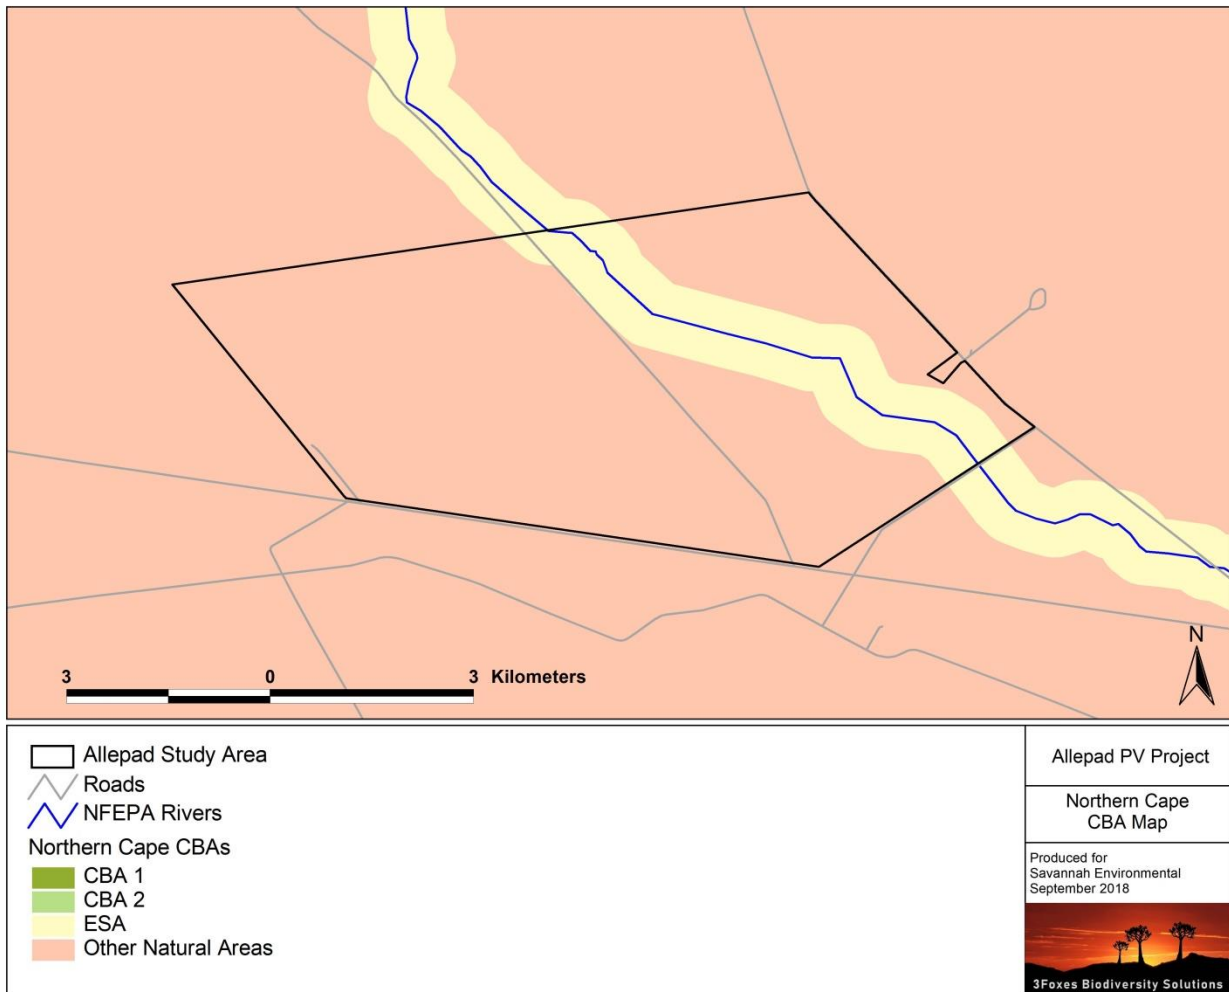 N
3 0 3 Kilometers
Allepad Study Area
Roads
NFEPA Rivers
Northern Cape CBAs
CBA 1
CBA 2
ESA
Other Natural Areas
Allepad PV Project
Northern Cape
CBA Map
Produced for
Savannah Environmental
September 2018
3Foxes Biodiversity Solutions